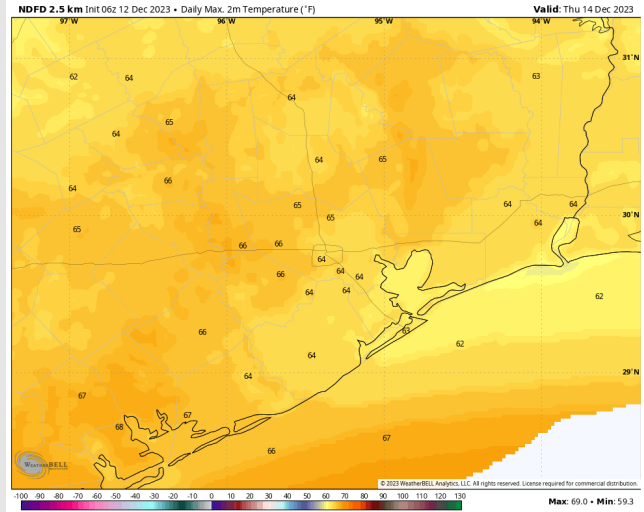 NDFD 2.5 km Init 06z 12 Dec 2023 • Daily Max. 2m Temperature (°F) Valid: Thu 14 Dec 2023
97°W 96°W 95°W 94°W
31°N
62 64 63
64
65
64
64 65
66
64
65 64 64
65 30°N
64
65
66 66
64
64 64
66
64 64
62
63
66
62
64
29°N
64
67
67
68
67
66
WeatherBELL
© 2023 WeatherBELL Analytics, LLC. All rights reserved. License required for commercial distribution.
-100 -90 -80 -70 -60 -50 -40 -30 -20 -10 0 10 20 30 40 50 60 70 80 90 100 110 120 130
Max: 69.0 • Min: 59.3